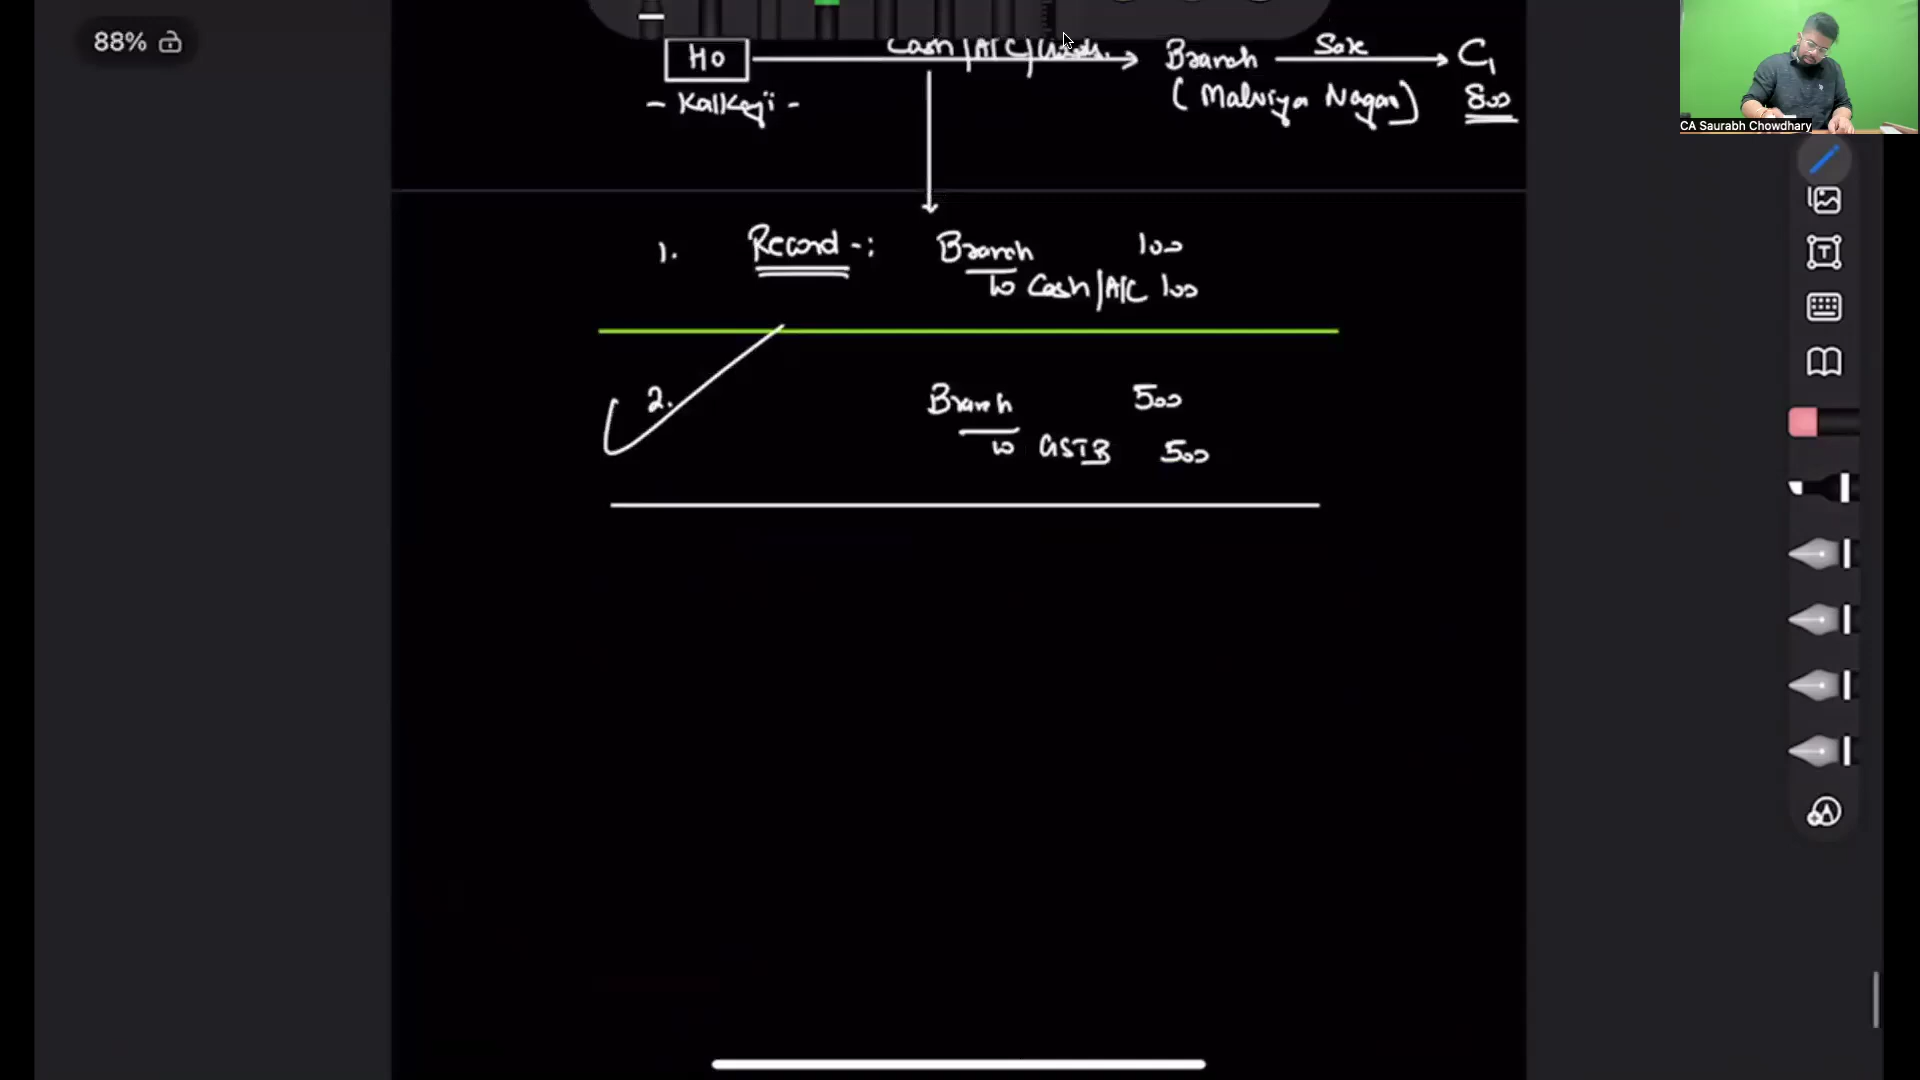 88%
Cash | A/C | Goods.
HO
Branch
Sale
C1
- Kalkaji -
(Malviya Nagar)
800
CA Saurabh Chowdhary
1. Record -: Branch 100
to Cash/A/C 100
2. Branch 500
to GSTB 500